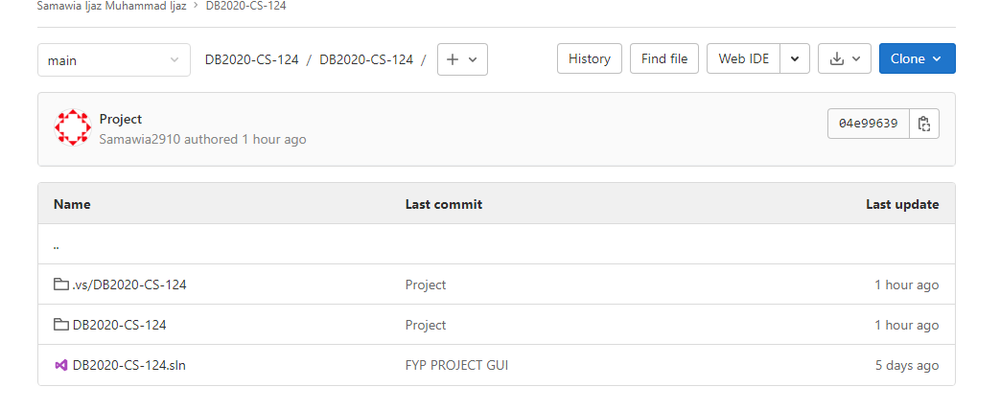 Samawia Ijaz Muhammad Ijaz > DB2020-CS-124
main DB2020-CS-124 / DB2020-CS-124 / + History Find file Web IDE Clone
Project
Samawia2910 authored 1 hour ago
04e99639
Name Last commit Last update
..
.vs/DB2020-CS-124 Project 1 hour ago
DB2020-CS-124 Project 1 hour ago
DB2020-CS-124.sln FYP PROJECT GUI 5 days ago